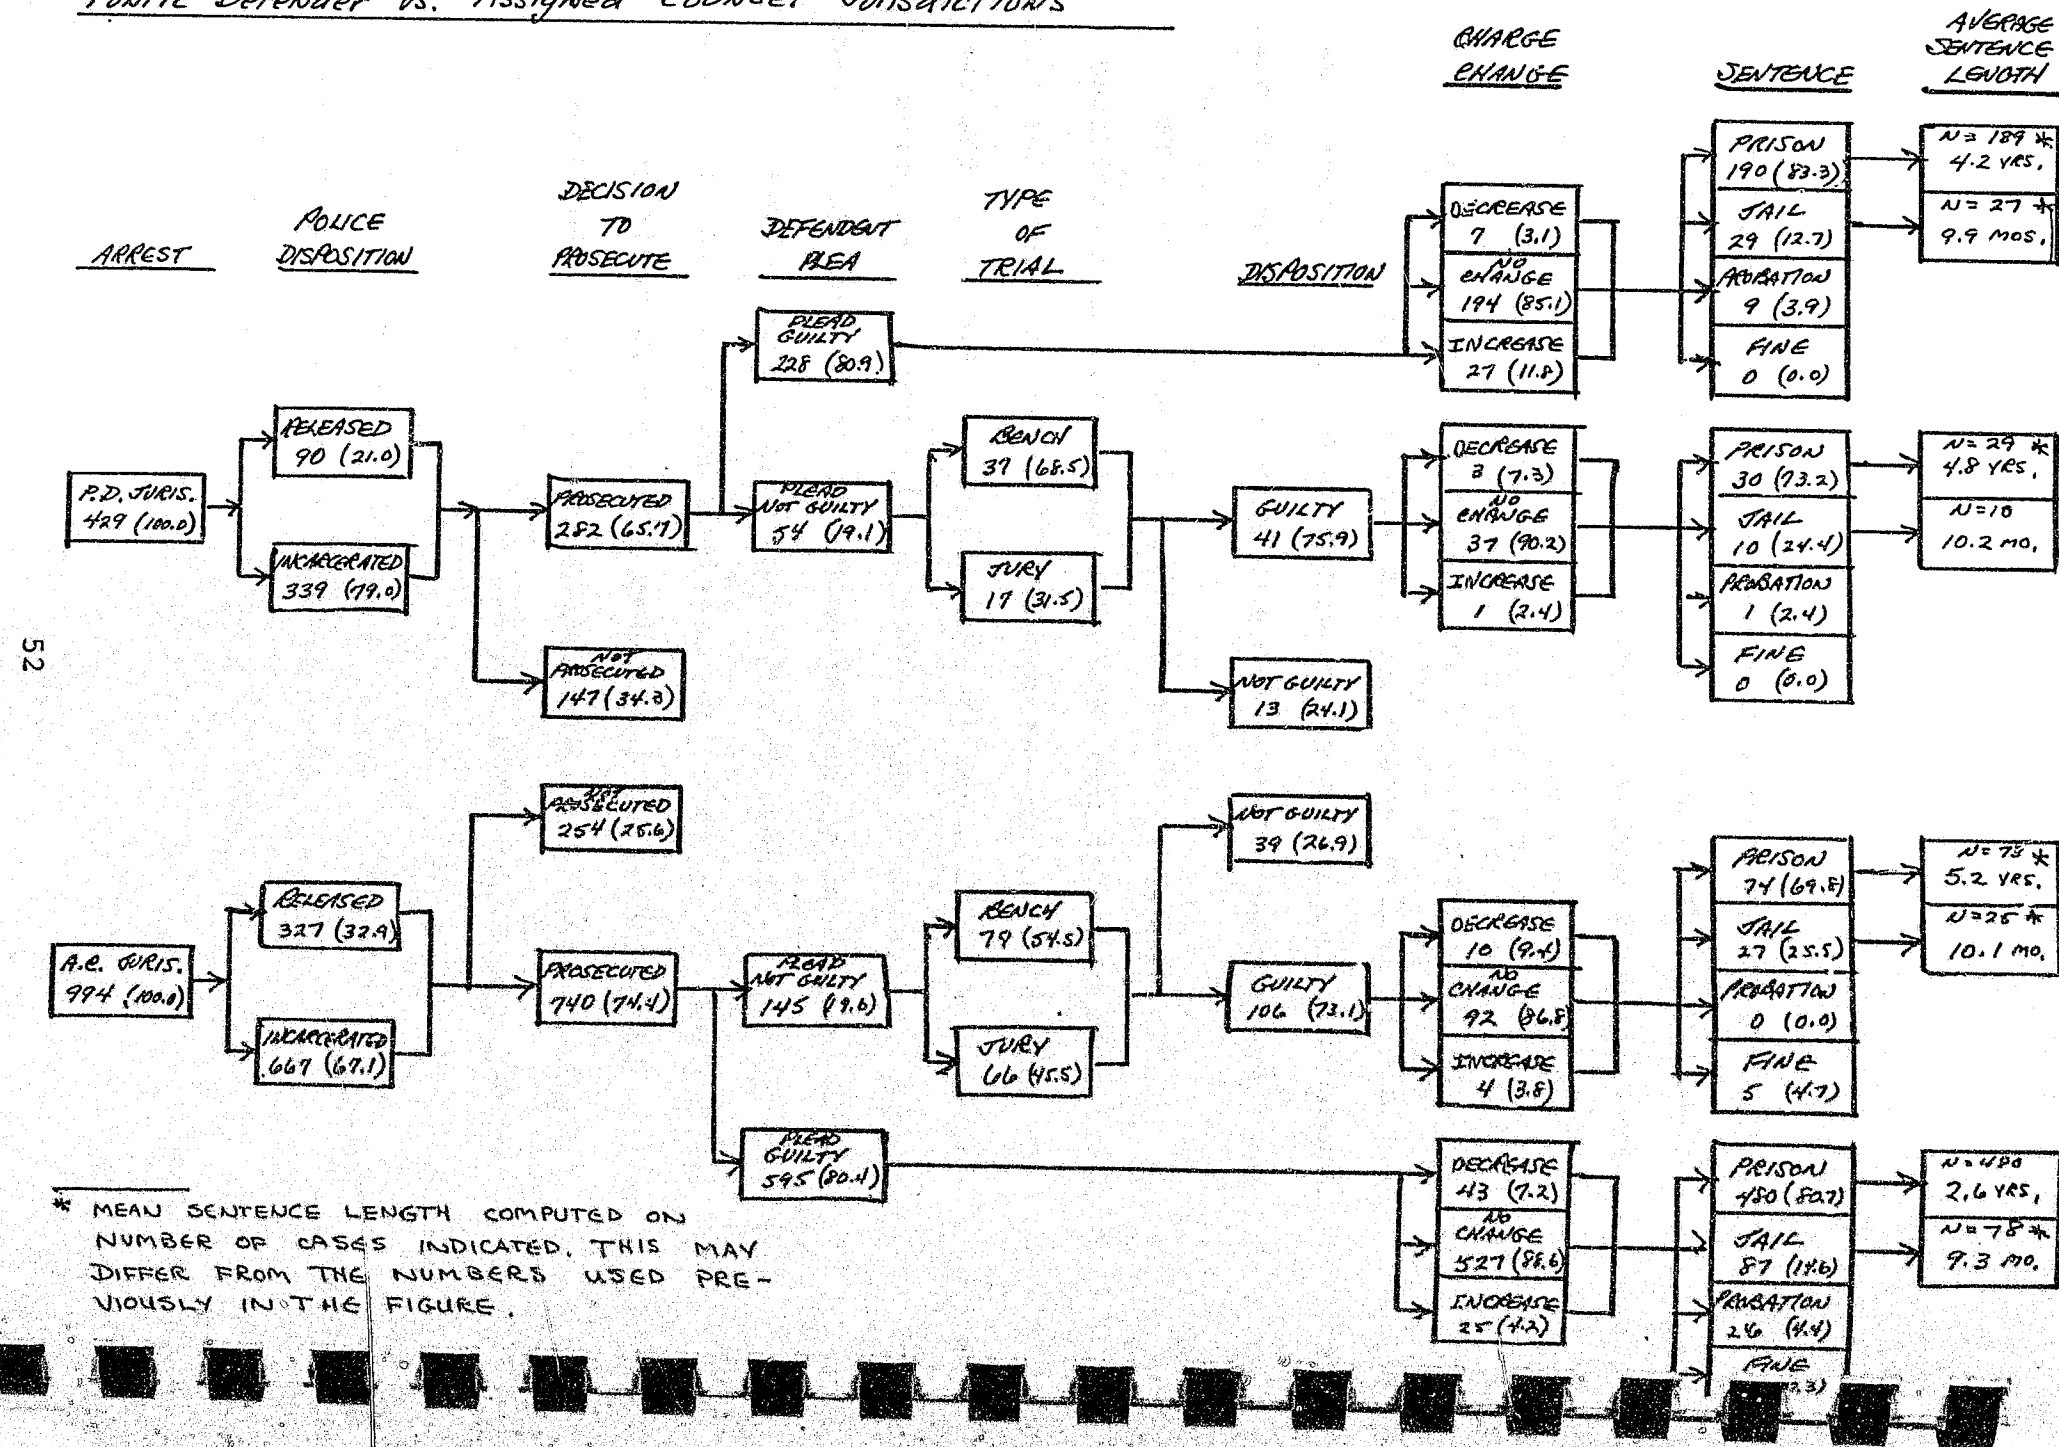 Defender vs. Assigned Counsel Jurisdictions
CHARGE
CHANGE
SENTENCE
AVERAGE
SENTENCE
LENGTH
ARREST
POLICE
DISPOSITION
DECISION
TO
PROSECUTE
DEFENDENT
PLEA
TYPE
OF
TRIAL
DISPOSITION
DECREASE
7 (3.1)
NO
CHANGE
194 (85.1)
INCREASE
27 (11.8)
PRISON
190 (83.3)
JAIL
29 (12.7)
PROBATION
9 (3.9)
FINE
0 (0.0)
N = 189 *
4.2 YRS.
N = 27 *
9.9 MOS.
PLEAD
GUILTY
228 (80.9)
P.D. JURIS.
429 (100.0)
RELEASED
90 (21.0)
INCARCERATED
339 (79.0)
PROSECUTED
282 (65.7)
NOT
PROSECUTED
147 (34.3)
PLEAD
NOT GUILTY
54 (19.1)
BENCH
37 (68.5)
JURY
17 (31.5)
GUILTY
41 (75.9)
NOT GUILTY
13 (24.1)
DECREASE
3 (7.3)
NO
CHANGE
37 (90.2)
INCREASE
1 (2.4)
PRISON
30 (73.2)
JAIL
10 (24.4)
PROBATION
1 (2.4)
FINE
0 (0.0)
N = 29 *
4.8 YRS.
N = 10
10.2 MO.
52
A.C. JURIS.
994 (100.0)
RELEASED
327 (32.9)
INCARCERATED
667 (67.1)
NOT
PROSECUTED
254 (25.6)
PROSECUTED
740 (74.4)
PLEAD
NOT GUILTY
145 (19.6)
PLEAD
GUILTY
595 (80.4)
BENCH
79 (54.5)
JURY
66 (45.5)
NOT GUILTY
39 (26.9)
GUILTY
106 (73.1)
DECREASE
10 (9.4)
NO
CHANGE
92 (86.8)
INCREASE
4 (3.8)
PRISON
74 (69.8)
JAIL
27 (25.5)
PROBATION
0 (0.0)
FINE
5 (4.7)
N = 73 *
5.2 YRS.
N = 25 *
10.1 MO.
DECREASE
43 (7.2)
NO
CHANGE
527 (88.6)
INCREASE
25 (4.2)
PRISON
480 (80.7)
JAIL
87 (14.6)
PROBATION
26 (4.4)
FINE
N = 480
2.6 YRS.
N = 78 *
9.3 MO.
* MEAN SENTENCE LENGTH COMPUTED ON
NUMBER OF CASES INDICATED. THIS MAY
DIFFER FROM THE NUMBERS USED PRE-
VIOUSLY IN THE FIGURE.